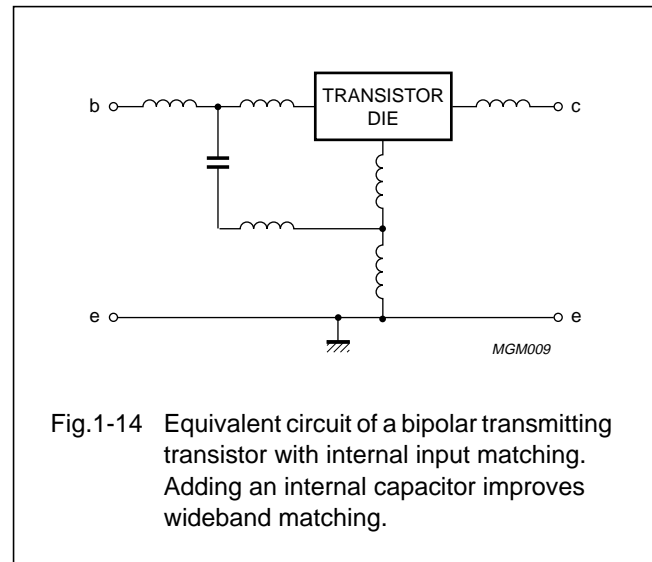 TRANSISTOR
DIE
b
c
e
e
MGM009
Fig.1-14 Equivalent circuit of a bipolar transmitting
transistor with internal input matching.
Adding an internal capacitor improves
wideband matching.